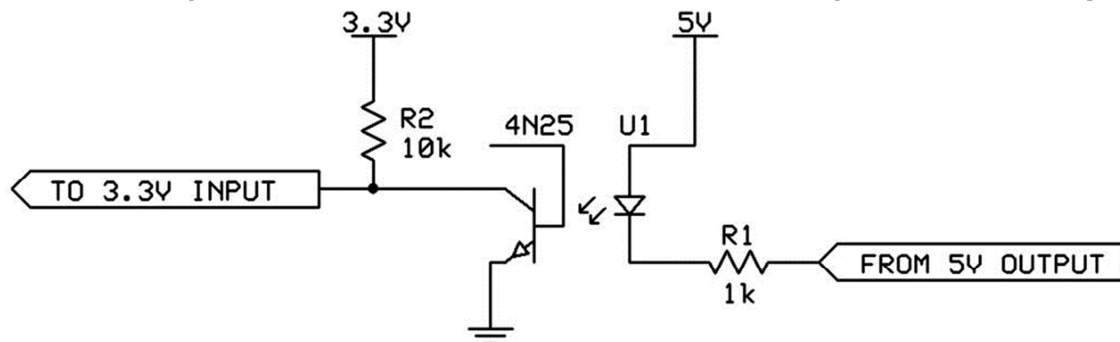 3.3V
5V
R2
10k
4N25
U1
TO 3.3V INPUT
R1
1k
FROM 5V OUTPUT